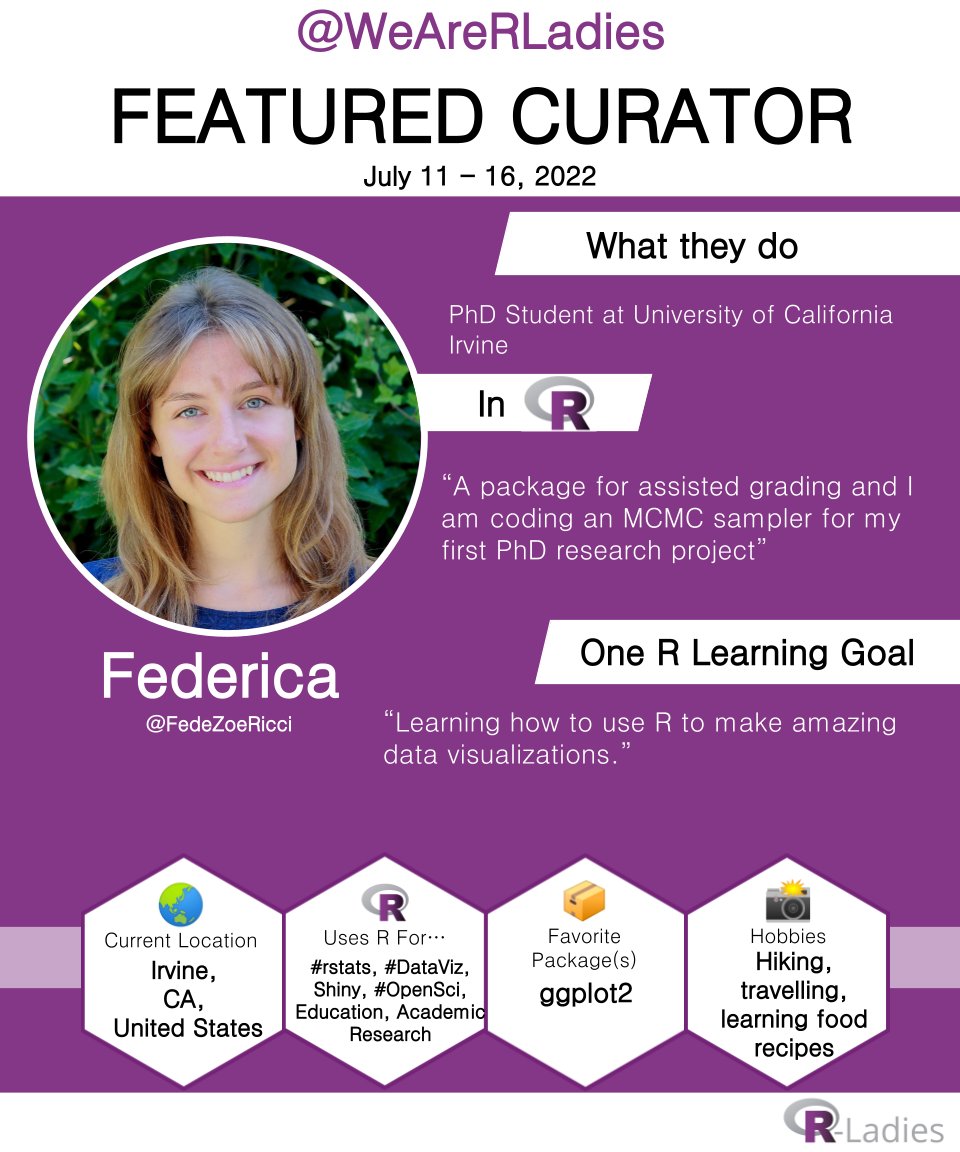 @WeAreRLadies
FEATURED CURATOR
July 11 – 16, 2022
What they do
PhD Student at University of California
Irvine
In R
“A package for assisted grading and I
am coding an MCMC sampler for my
first PhD research project”
Federica
@FedeZoeRicci
One R Learning Goal
“Learning how to use R to make amazing
data visualizations.”
Current Location
Irvine,
CA,
United States
R
Uses R For…
#rstats, #DataViz,
Shiny, #OpenSci,
Education, Academic
Research
Favorite
Package(s)
ggplot2
Hobbies
Hiking,
travelling,
learning food
recipes
R-Ladies